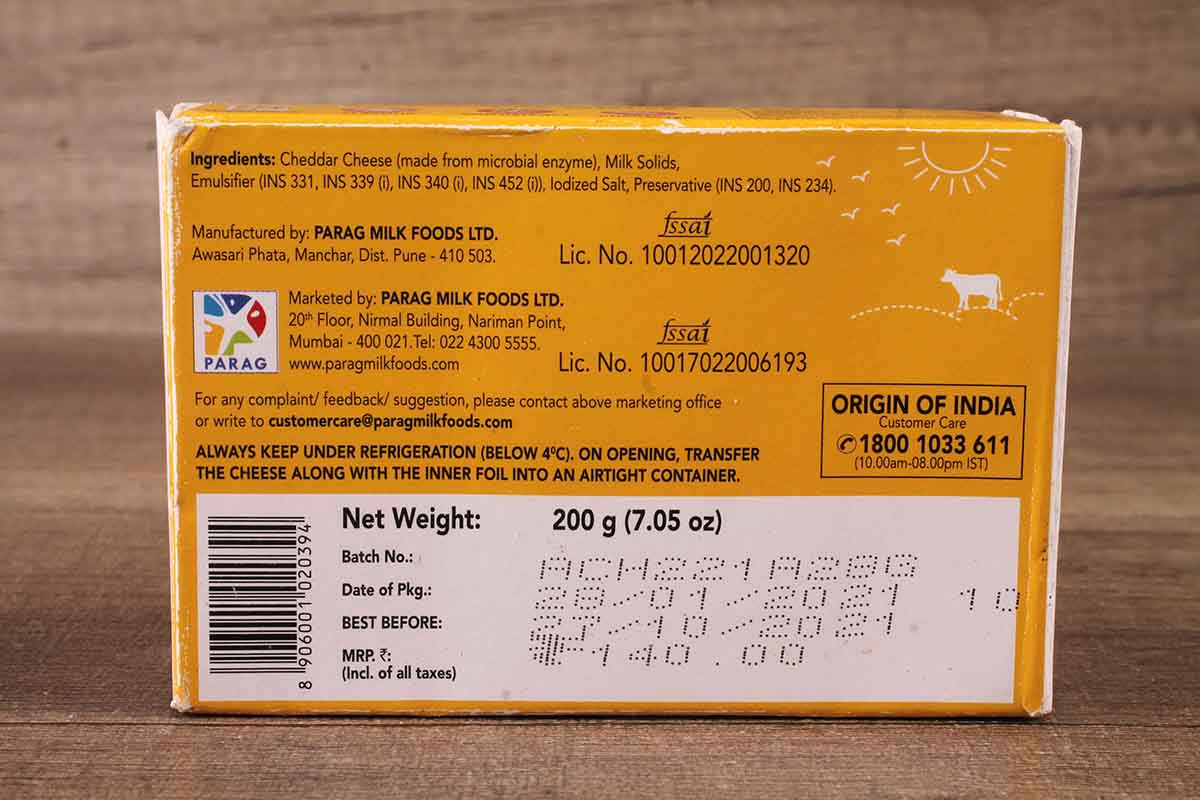 Ingredients: Cheddar Cheese (made from microbial enzyme), Milk Solids,
Emulsifier (INS 331, INS 339 (i), INS 340 (i), INS 452 (i)), Iodized Salt, Preservative (INS 200, INS 234).
Manufactured by: PARAG MILK FOODS LTD.
Awasari Phata, Manchar, Dist. Pune - 410 503.
fssai
Lic. No. 10012022001320
PARAG
Marketed by: PARAG MILK FOODS LTD.
20th Floor, Nirmal Building, Nariman Point,
Mumbai - 400 021.Tel: 022 4300 5555.
www.paragmilkfoods.com
fssai
Lic. No. 10017022006193
For any complaint/ feedback/ suggestion, please contact above marketing office
or write to customercare@paragmilkfoods.com
ORIGIN OF INDIA
Customer Care
1800 1033 611
(10.00am-08.00pm IST)
ALWAYS KEEP UNDER REFRIGERATION (BELOW 4⁰C). ON OPENING, TRANSFER
THE CHEESE ALONG WITH THE INNER FOIL INTO AN AIRTIGHT CONTAINER.
8 906001 020394
Net Weight: 200 g (7.05 oz)
Batch No.: ACH221A28G
Date of Pkg.: 28/01/2021 10
BEST BEFORE: 27/10/2021
MRP. ₹: 140.00
(Incl. of all taxes)